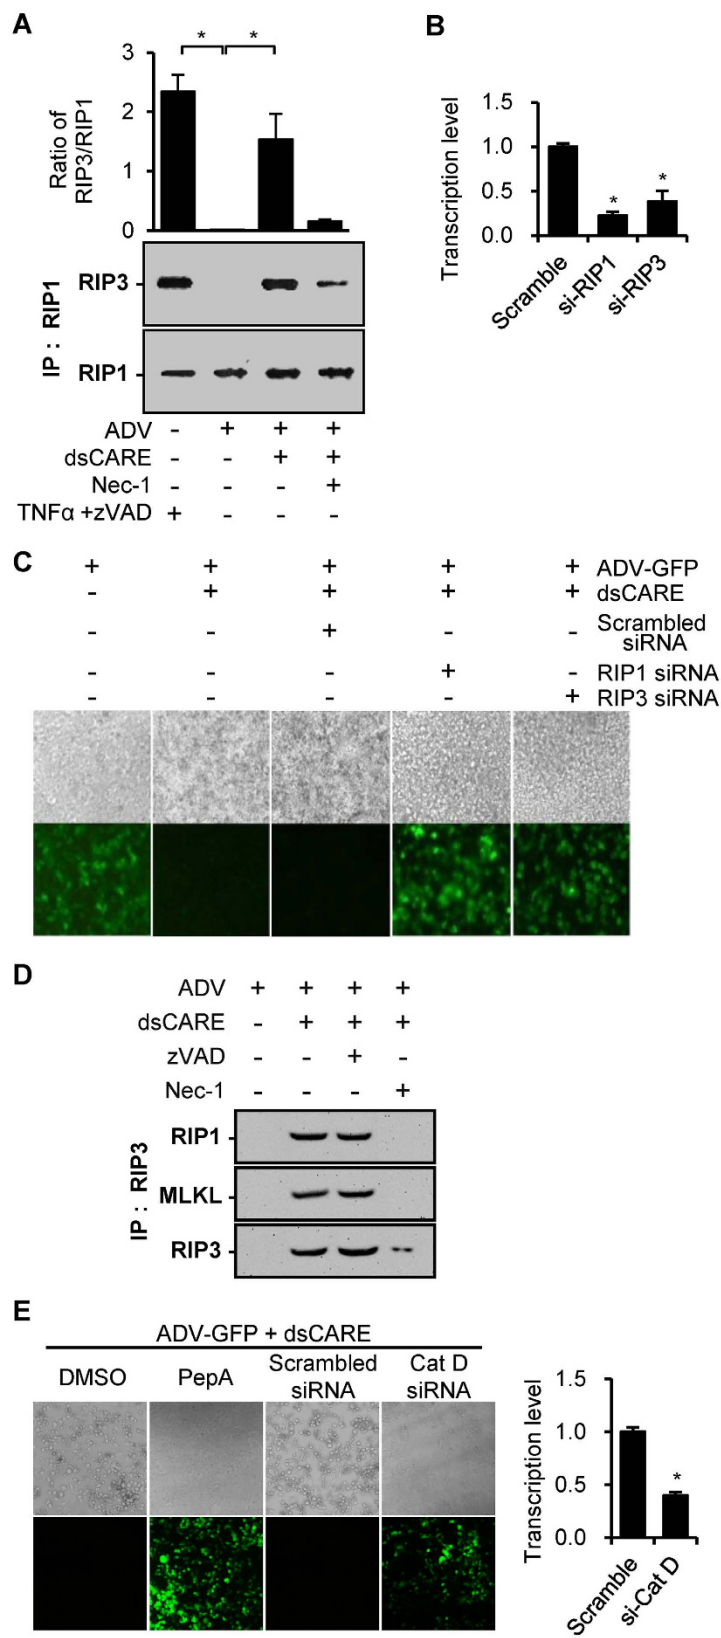 A
* *
3
2
1
0
Ratio of
RIP3/RIP1
IP : RIP1
RIP3
RIP1
ADV - + + +
dsCARE - - + +
Nec-1 - - - +
TNFα +zVAD + - - -
B
Transcription level
1.5
1.0
0.5
0.0
* *
Scramble si-RIP1 si-RIP3
C
+ + + + + ADV-GFP
- + + + + dsCARE
- - + - - Scrambled
siRNA
- - - + - RIP1 siRNA
- - - - + RIP3 siRNA
D
ADV + + + +
dsCARE - + + +
zVAD - - + -
Nec-1 - - - +
IP : RIP3
RIP1
MLKL
RIP3
E
ADV-GFP + dsCARE
DMSO PepA Scrambled
siRNA Cat D
siRNA
Transcription level
1.5
1.0
0.5
0.0
*
Scramble si-Cat D